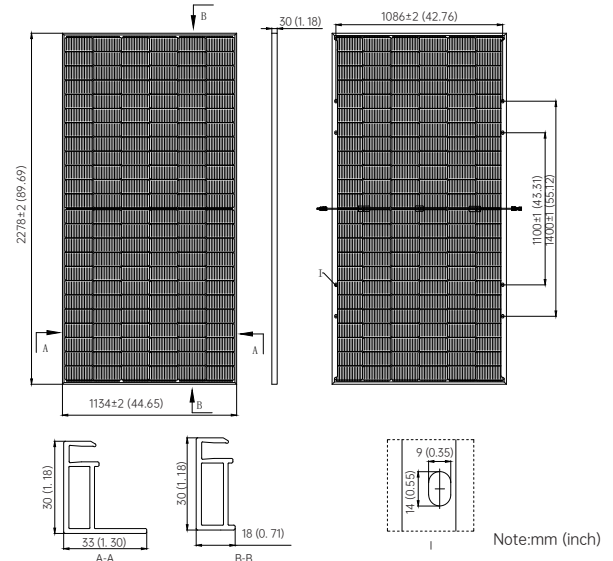 B
30 (1.18)
1086±2 (42.76)
2278±2 (89.69)
1100±1 (43.31)
1400±1 (55.12)
I
A
A
1134±2 (44.65)
B
30 (1.18)
33 (1.30)
A-A
30 (1.18)
18 (0.71)
B-B
9 (0.35)
14 (0.55)
I
Note:mm (inch)